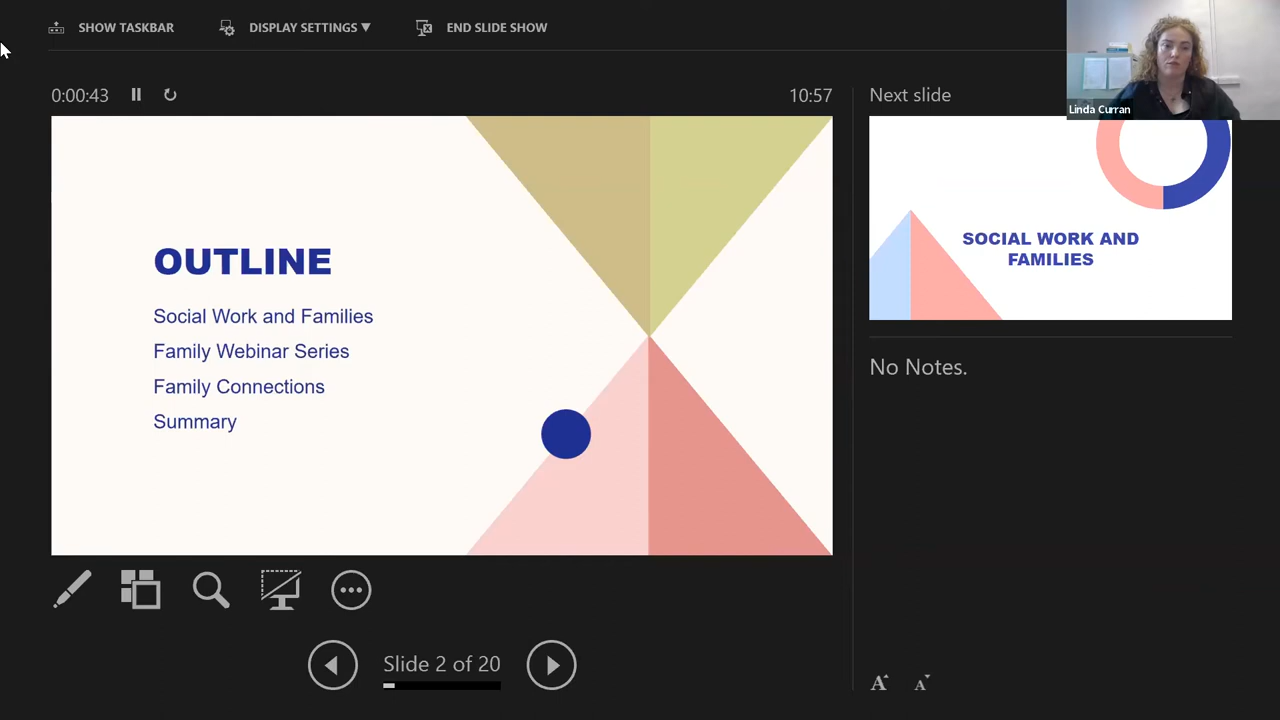 SHOW TASKBAR
DISPLAY SETTINGS ▼
END SLIDE SHOW
Linda Curran
0:00:43
10:57
Next slide
OUTLINE
Social Work and Families
Family Webinar Series
Family Connections
Summary
SOCIAL WORK AND
FAMILIES
No Notes.
Slide 2 of 20
A A